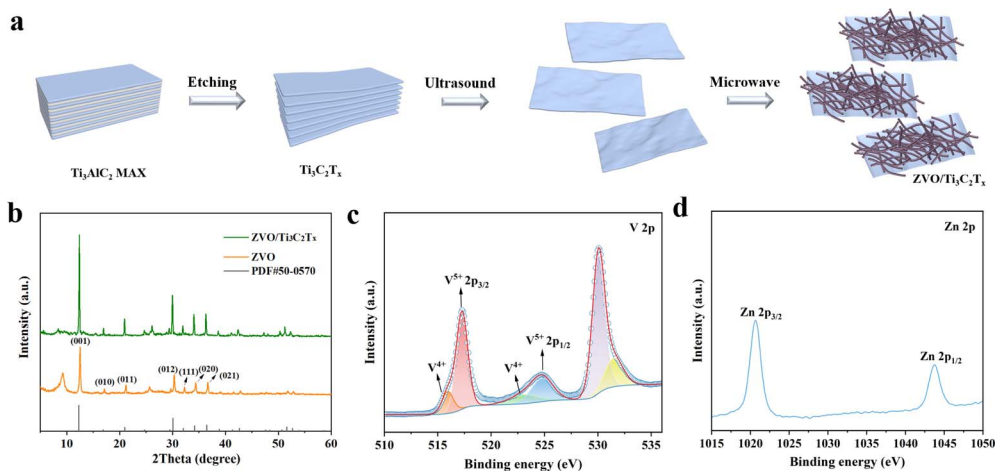 a
Etching
Ultrasound
Microwave
Ti₃AlC₂ MAX
Ti₃C₂Tₓ
ZVO/Ti₃C₂Tₓ
b
ZVO/Ti₃C₂Tₓ
ZVO
PDF#50-0570
(001)
(010)
(011)
(012)
(111)
(020)
(021)
Intensity (a.u.)
10 20 30 40 50 60
2Theta (degree)
c
V 2p
V⁵⁺ 2p₃/₂
V⁴⁺
V⁴⁺
V⁵⁺ 2p₁/₂
Intensity (a.u.)
510 515 520 525 530 535
Binding energy (eV)
d
Zn 2p
Zn 2p₃/₂
Zn 2p₁/₂
Intensity (a.u.)
1015 1020 1025 1030 1035 1040 1045 1050
Binding energy (eV)